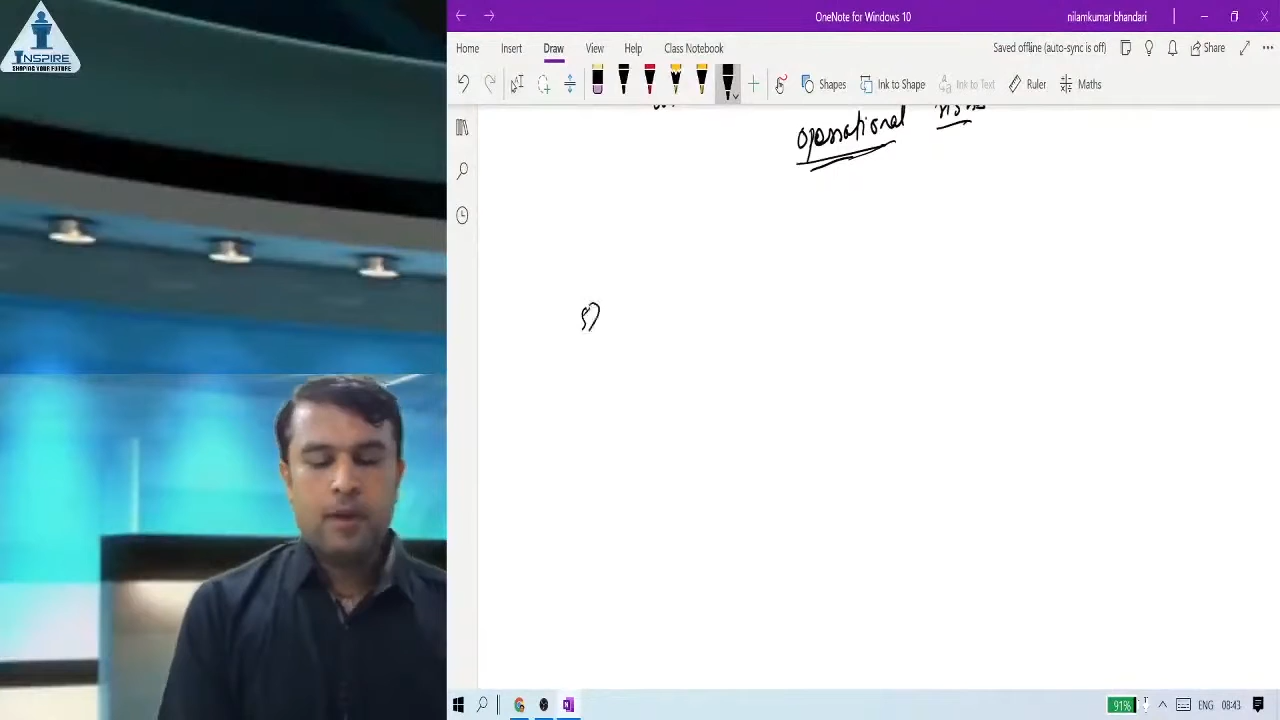 INSPIRE
SHAPING YOUR FUTURE
OneNote for Windows 10
nilamkumar bhandari
Home Insert Draw View Help Class Notebook
Saved offline (auto-sync is off)
Share
Shapes
Ink to Shape
Ink to Text
Ruler
Maths
operational
5)
91%
ENG
08:43